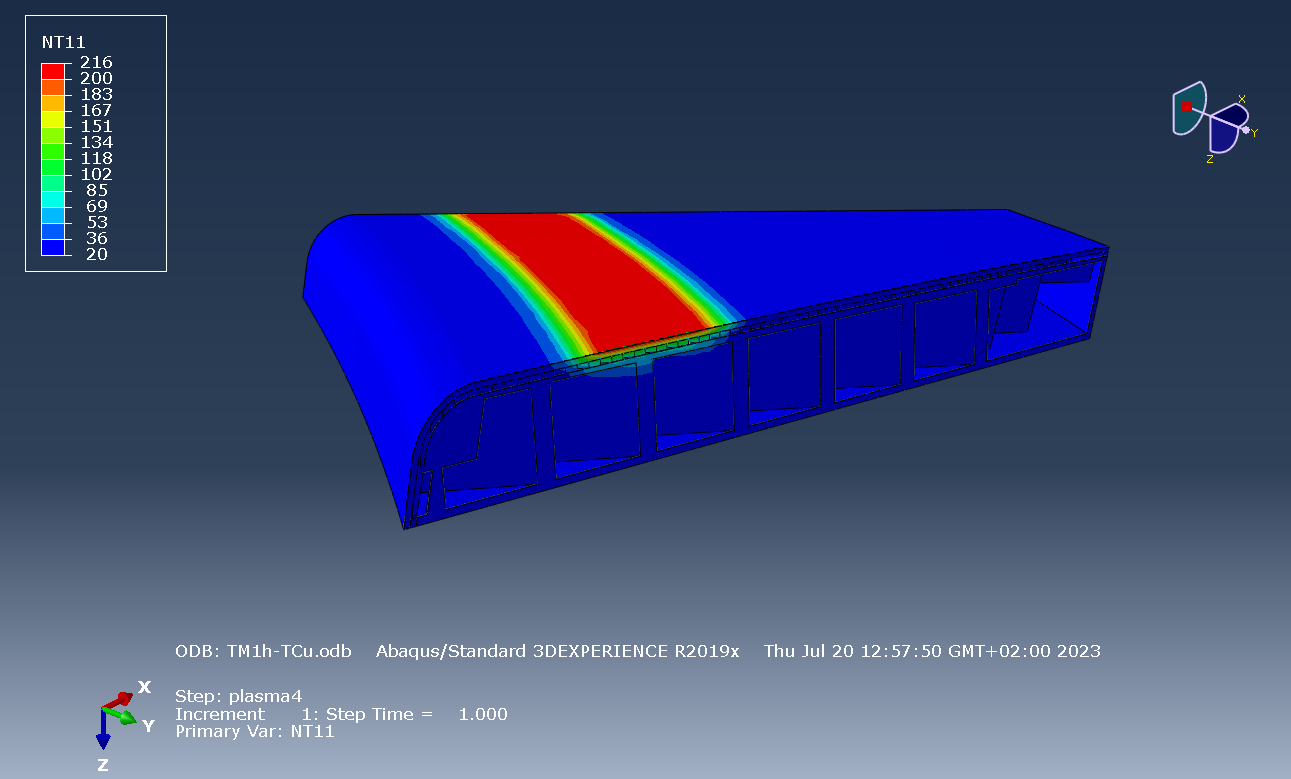 NT11
216
200
183
167
151
134
118
102
85
69
53
36
20
X
Y
Z
ODB: TM1h-TCu.odb Abaqus/Standard 3DEXPERIENCE R2019x Thu Jul 20 12:57:50 GMT+02:00 2023
X
Y
Z
Step: plasma4
Increment 1: Step Time = 1.000
Primary Var: NT11